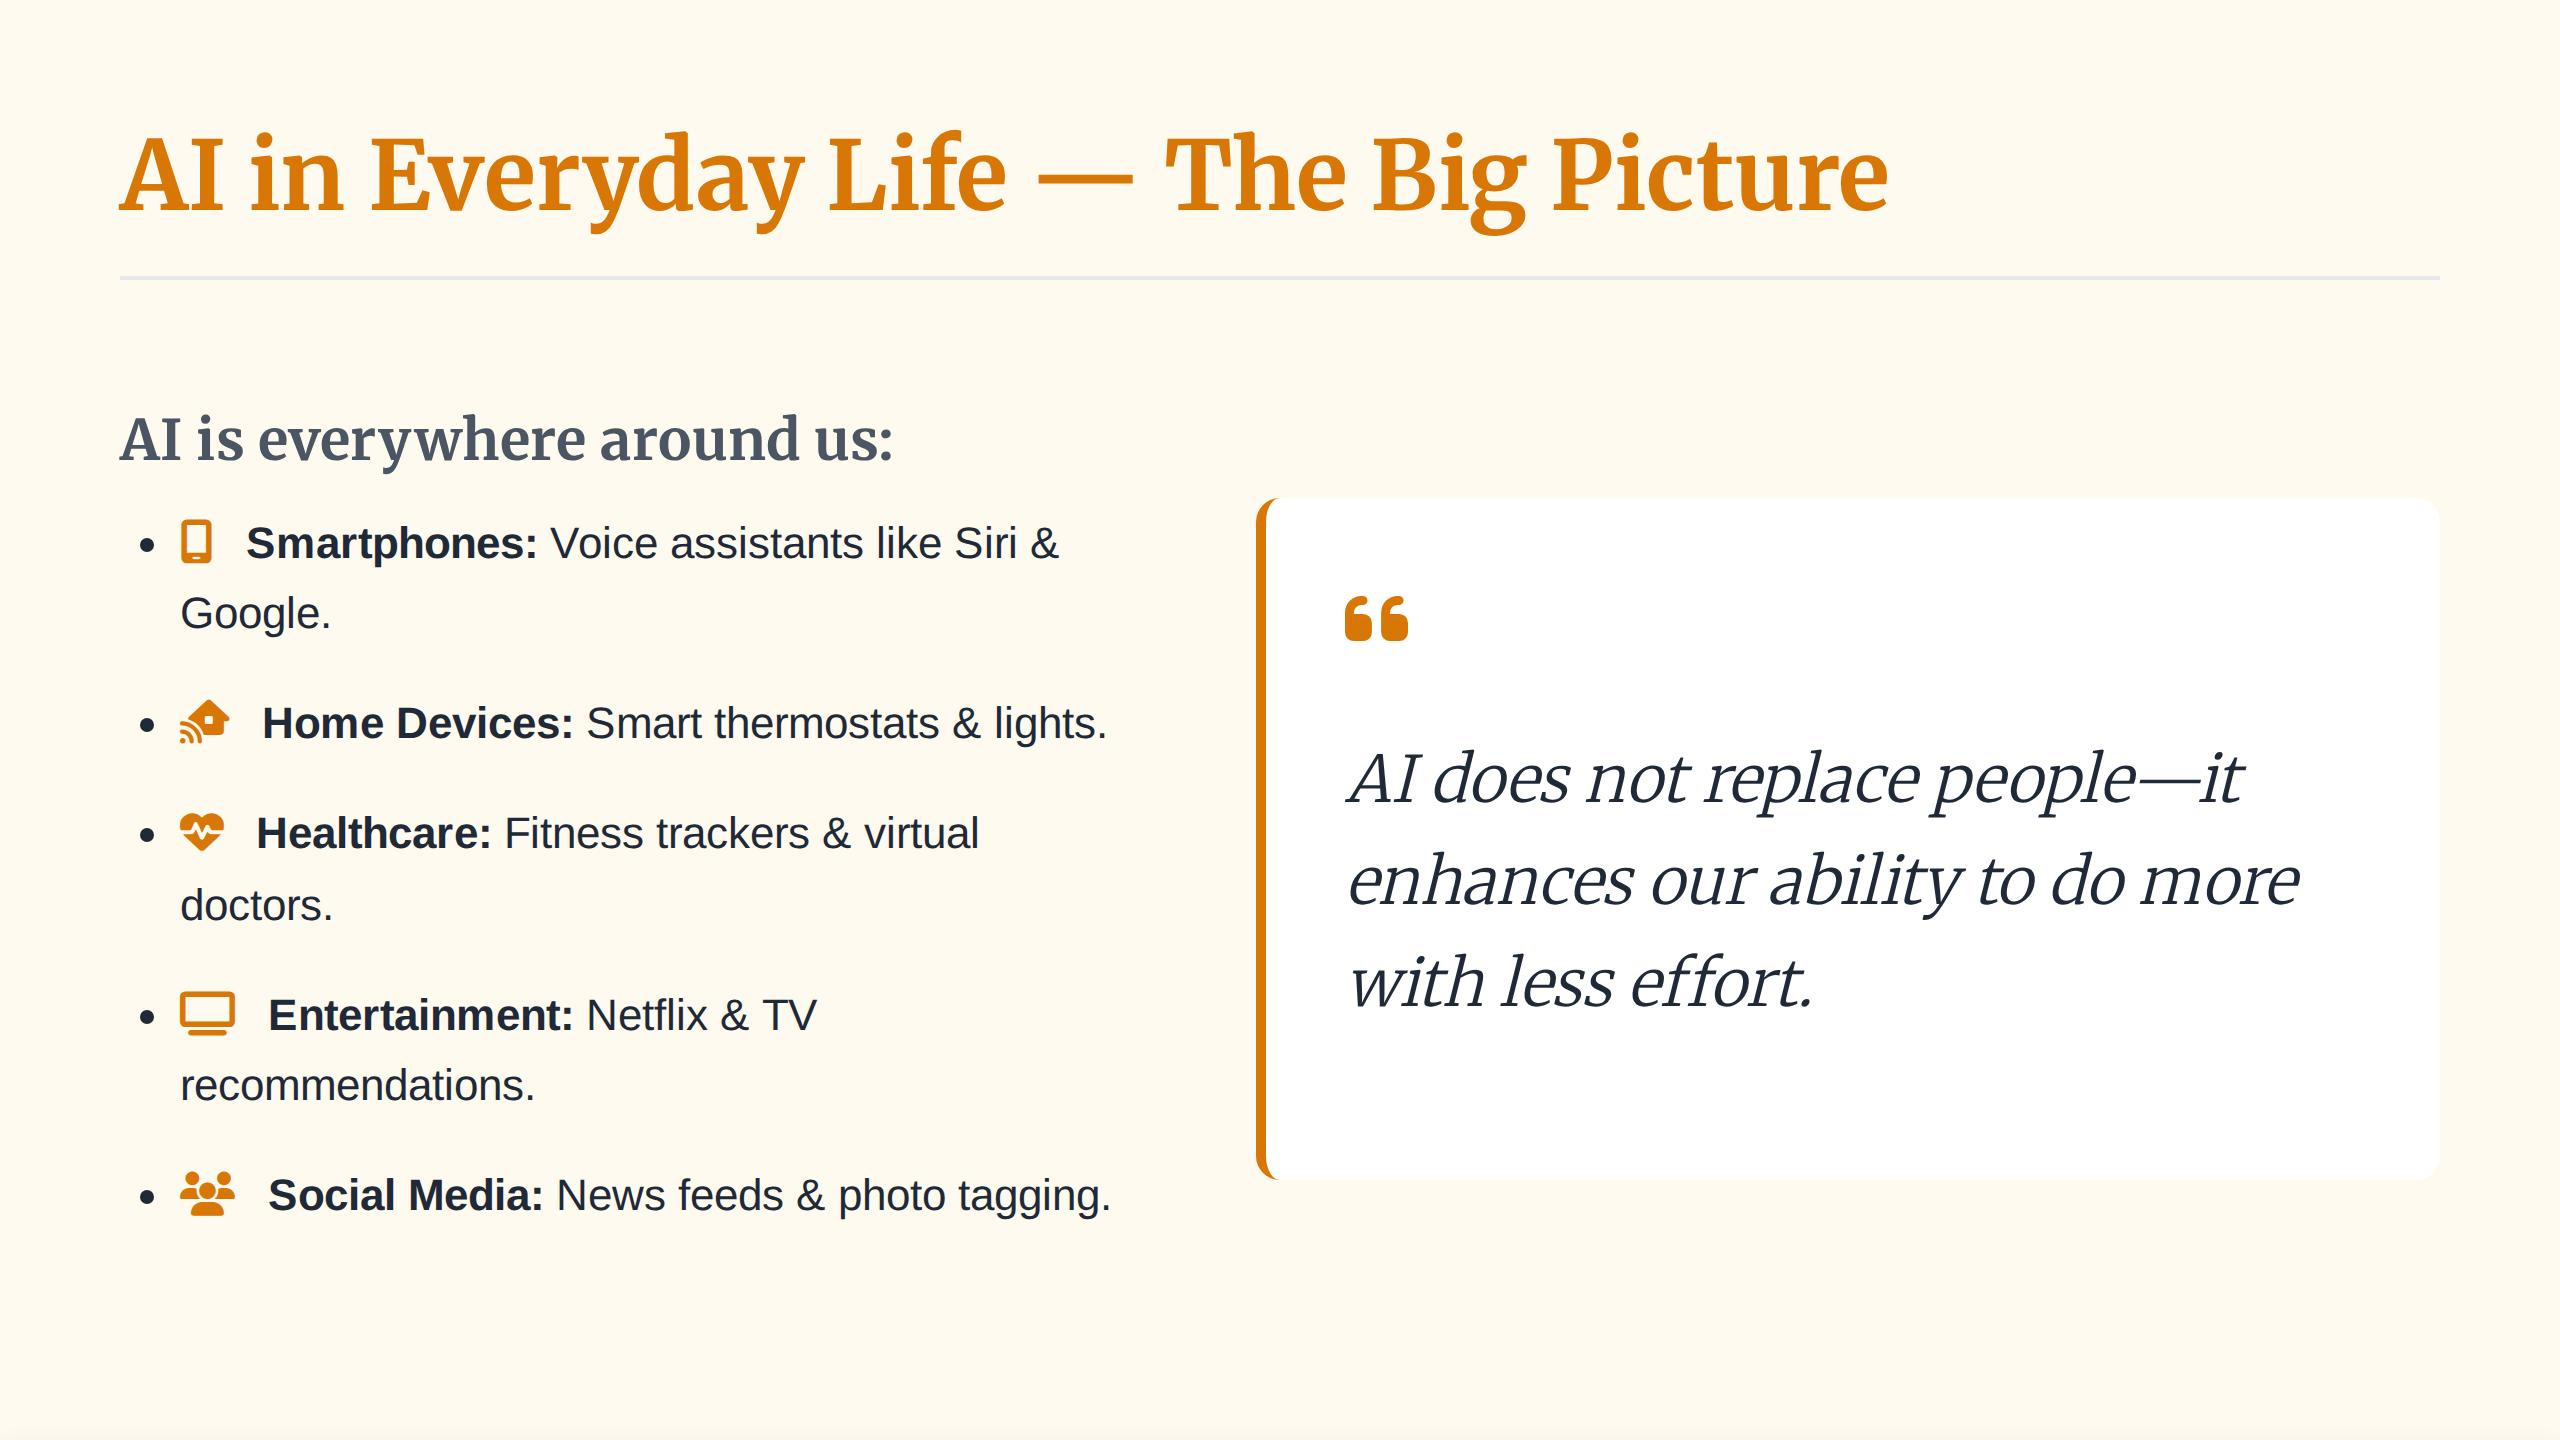 AI in Everyday Life — The Big Picture
AI is everywhere around us:
Smartphones: Voice assistants like Siri &
Google.
Home Devices: Smart thermostats & lights.
Healthcare: Fitness trackers & virtual
doctors.
Entertainment: Netflix & TV
recommendations.
Social Media: News feeds & photo tagging.
“
AI does not replace people—it
enhances our ability to do more
with less effort.